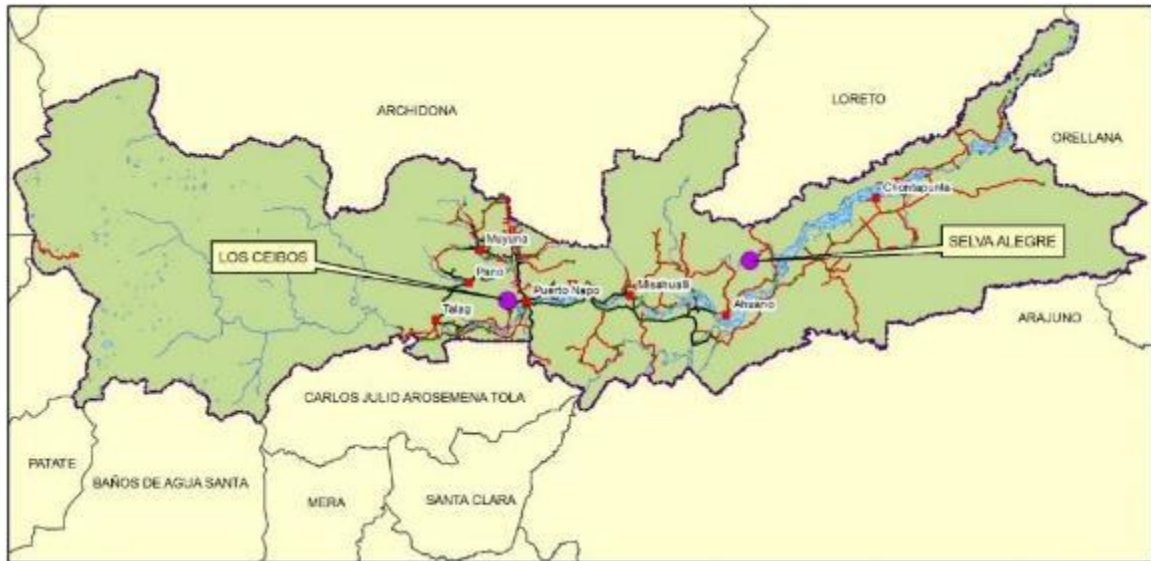 ARCHIDONA
LORETO
ORELLANA
Chontapunta
Muyuna
LOS CEIBOS
SELVA ALEGRE
Pano
Puerto Napo
Misahualli
Talag
Ahuano
ARAJUNO
CARLOS JULIO AROSEMENA TOLA
PATATE
BAÑOS DE AGUA SANTA
MERA
SANTA CLARA